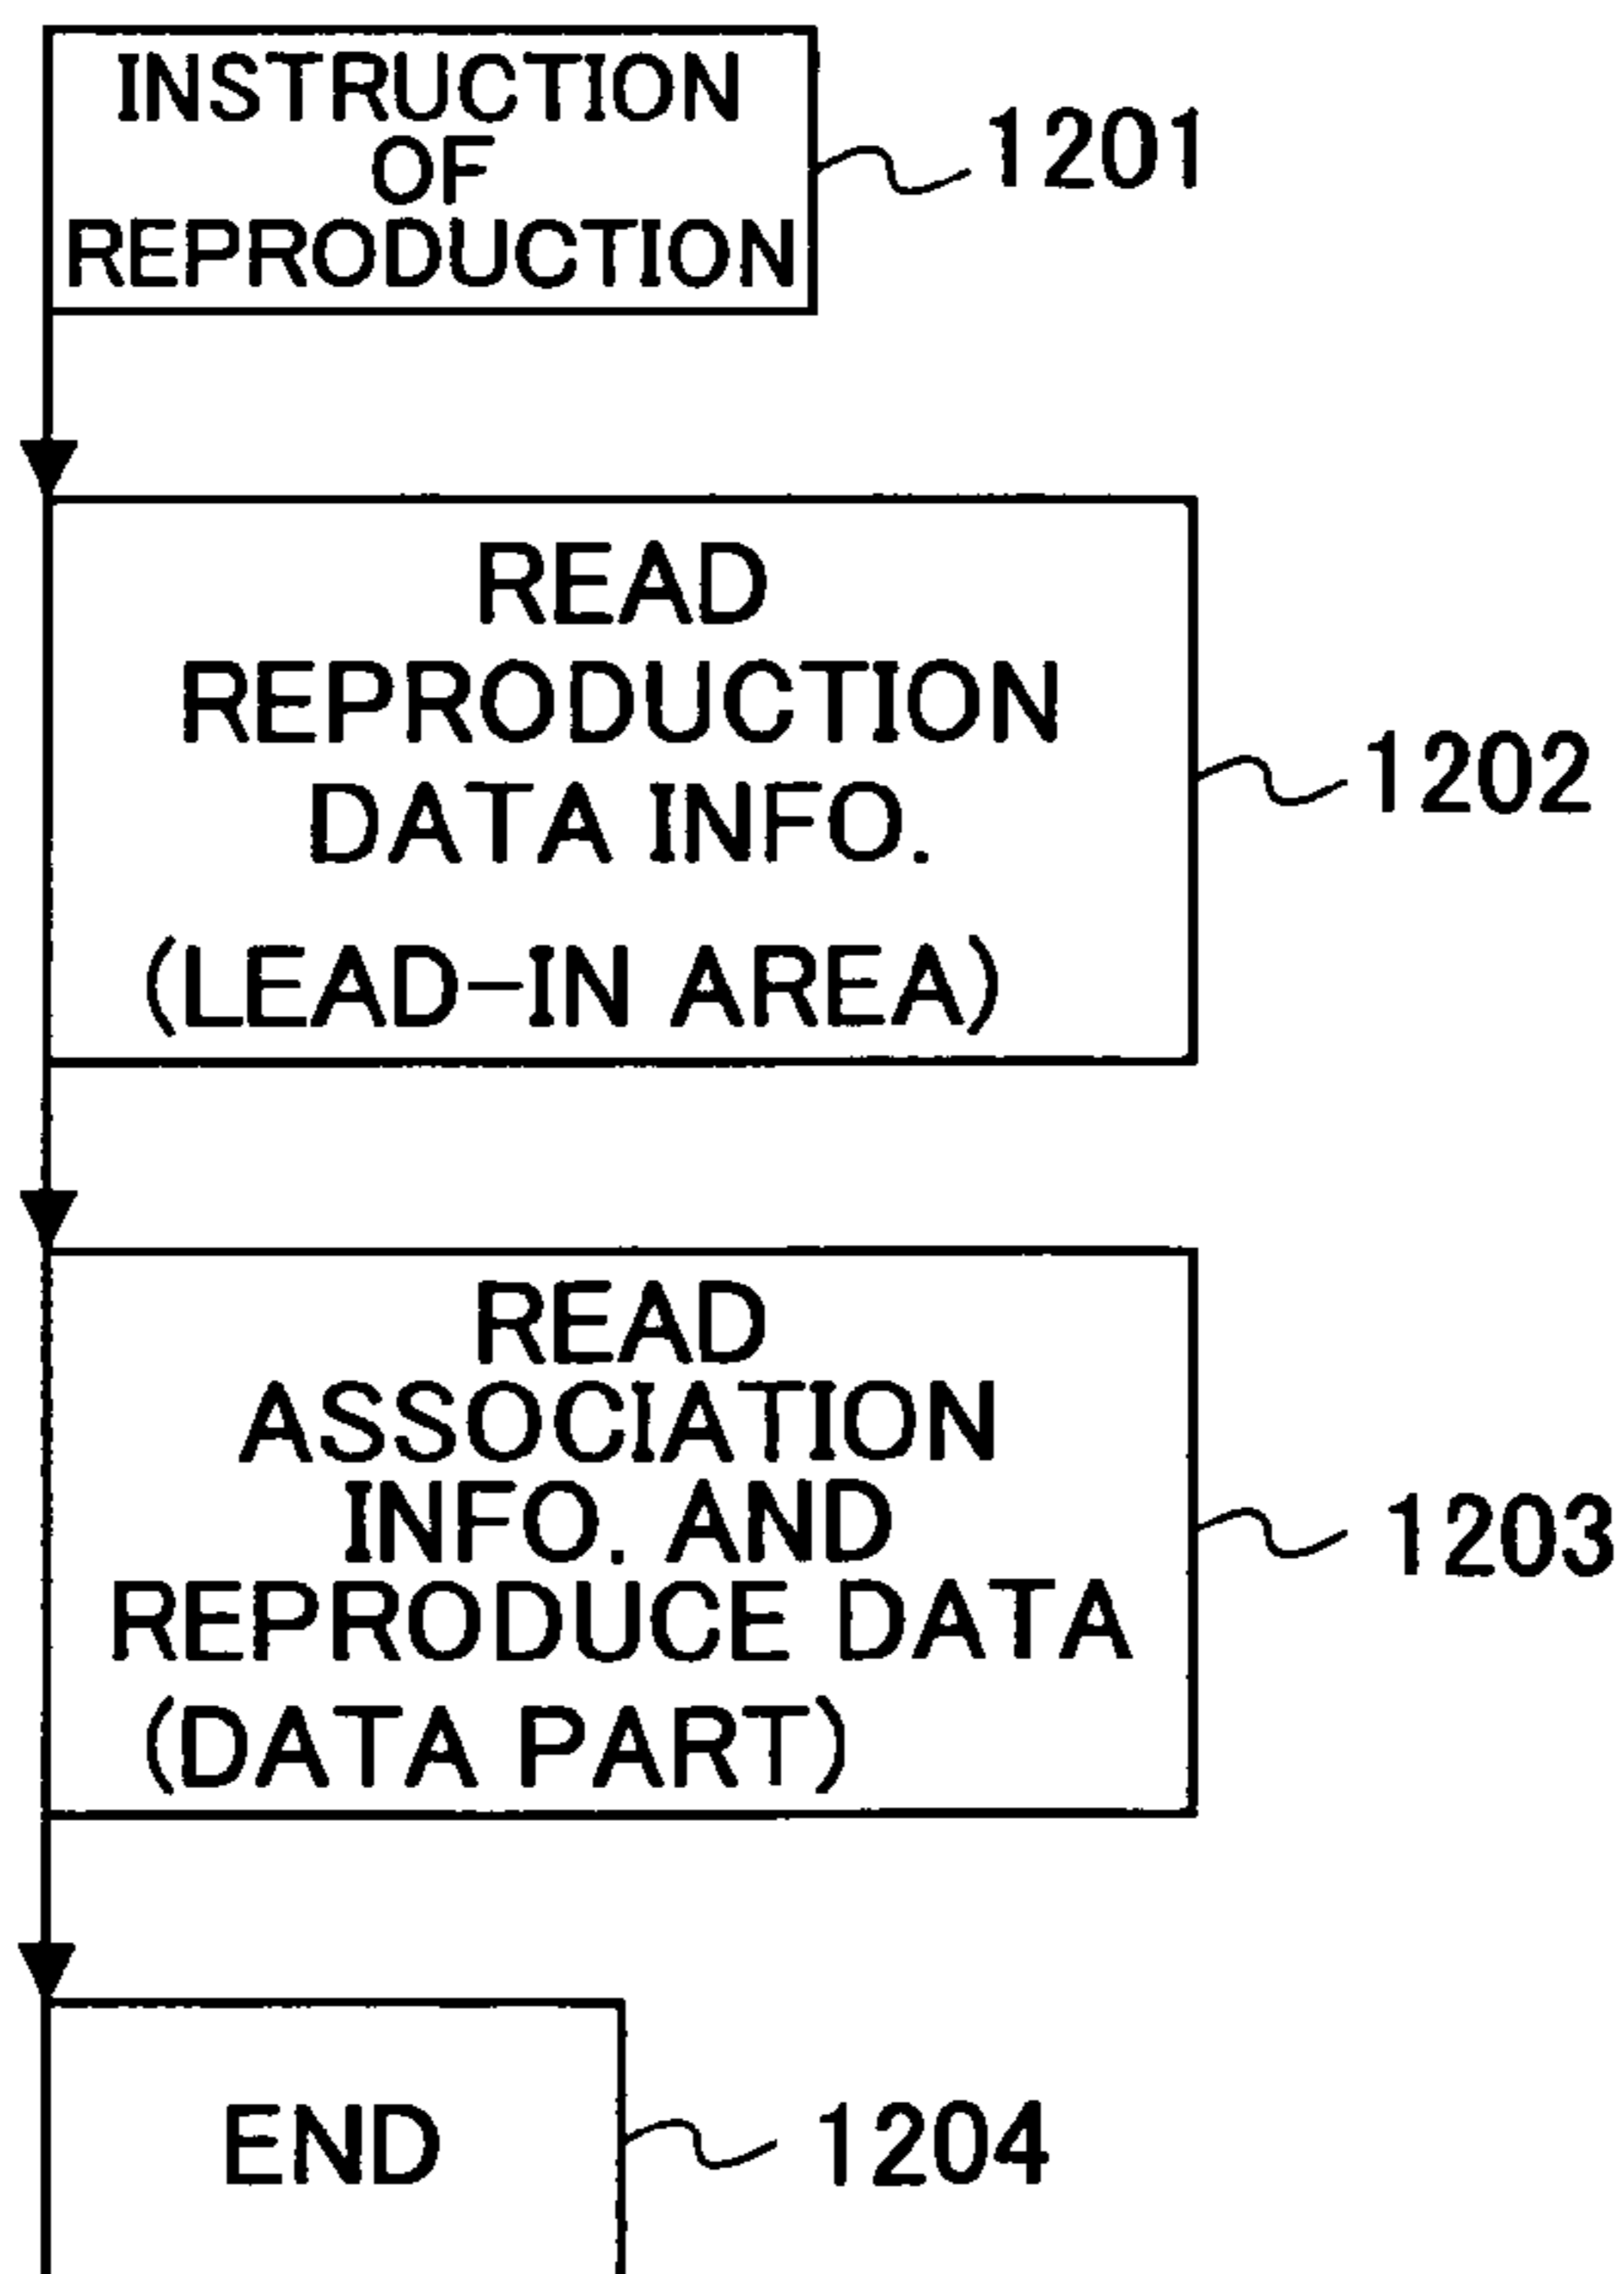 INSTRUCTION
OF
REPRODUCTION
1201
READ
REPRODUCTION
DATA INFO.
(LEAD-IN AREA)
1202
READ
ASSOCIATION
INFO. AND
REPRODUCE DATA
(DATA PART)
1203
END
1204